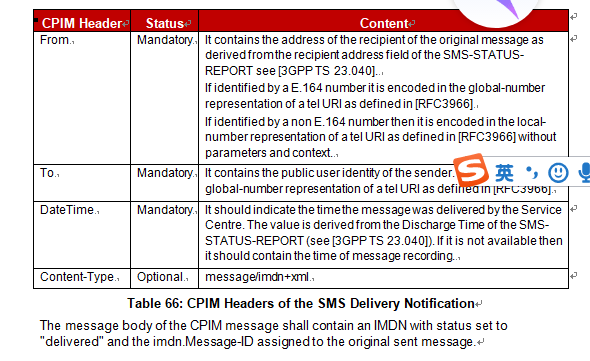 CPIM Header Status Content
From Mandatory It contains the address of the recipient of the original message as
derived from the recipient address field of the SMS-STATUS-
REPORT see [3GPP TS 23.040].
If identified by a E.164 number it is encoded in the global-number
representation of a tel URI as defined in [RFC3966].
If identified by a non E.164 number then it is encoded in the local-
number representation of a tel URI as defined in [RFC3966] without
parameters and context.
To Mandatory It contains the public user identity of the sender.
global-number representation of a tel URI as defined in [RFC3966].
英
DateTime Mandatory It should indicate the time the message was delivered by the Service
Centre. The value is derived from the Discharge Time of the SMS-
STATUS-REPORT (see [3GPP TS 23.040]). If it is not available then
it should contain the time of message recording.
Content-Type Optional message/imdn+xml
Table 66: CPIM Headers of the SMS Delivery Notification
The message body of the CPIM message shall contain an IMDN with status set to
"delivered" and the imdn.Message-ID assigned to the original sent message.